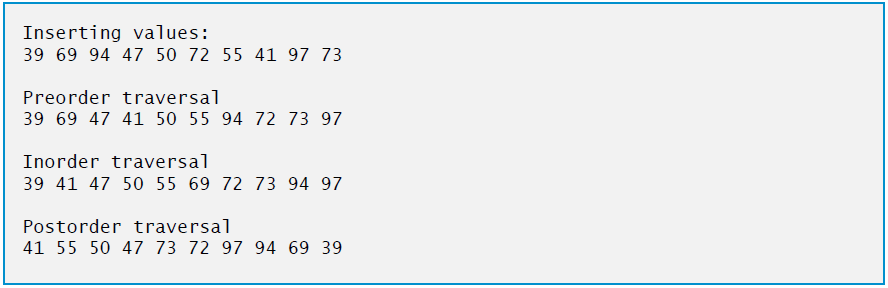 Inserting values:
39 69 94 47 50 72 55 41 97 73
Preorder traversal
39 69 47 41 50 55 94 72 73 97
Inorder traversal
39 41 47 50 55 69 72 73 94 97
Postorder traversal
41 55 50 47 73 72 97 94 69 39